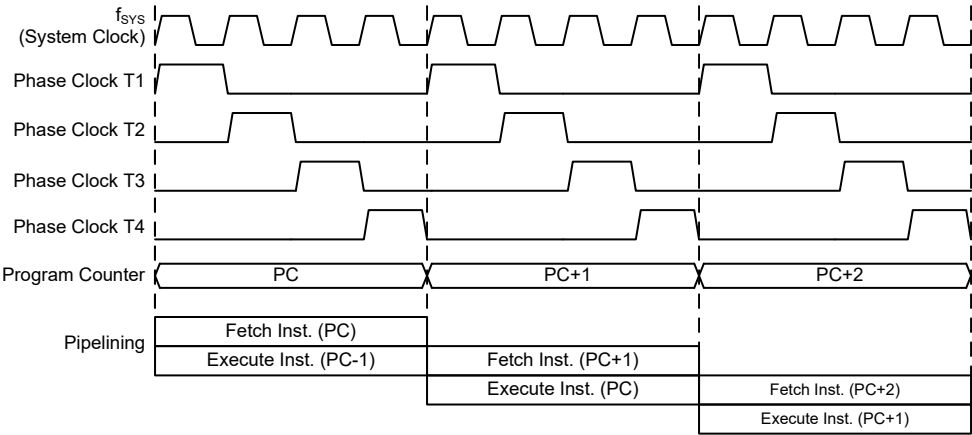 fSYS
(System Clock)
Phase Clock T1
Phase Clock T2
Phase Clock T3
Phase Clock T4
Program Counter PC PC+1 PC+2
Pipelining
Fetch Inst. (PC)
Execute Inst. (PC-1) Fetch Inst. (PC+1)
Execute Inst. (PC) Fetch Inst. (PC+2)
Execute Inst. (PC+1)